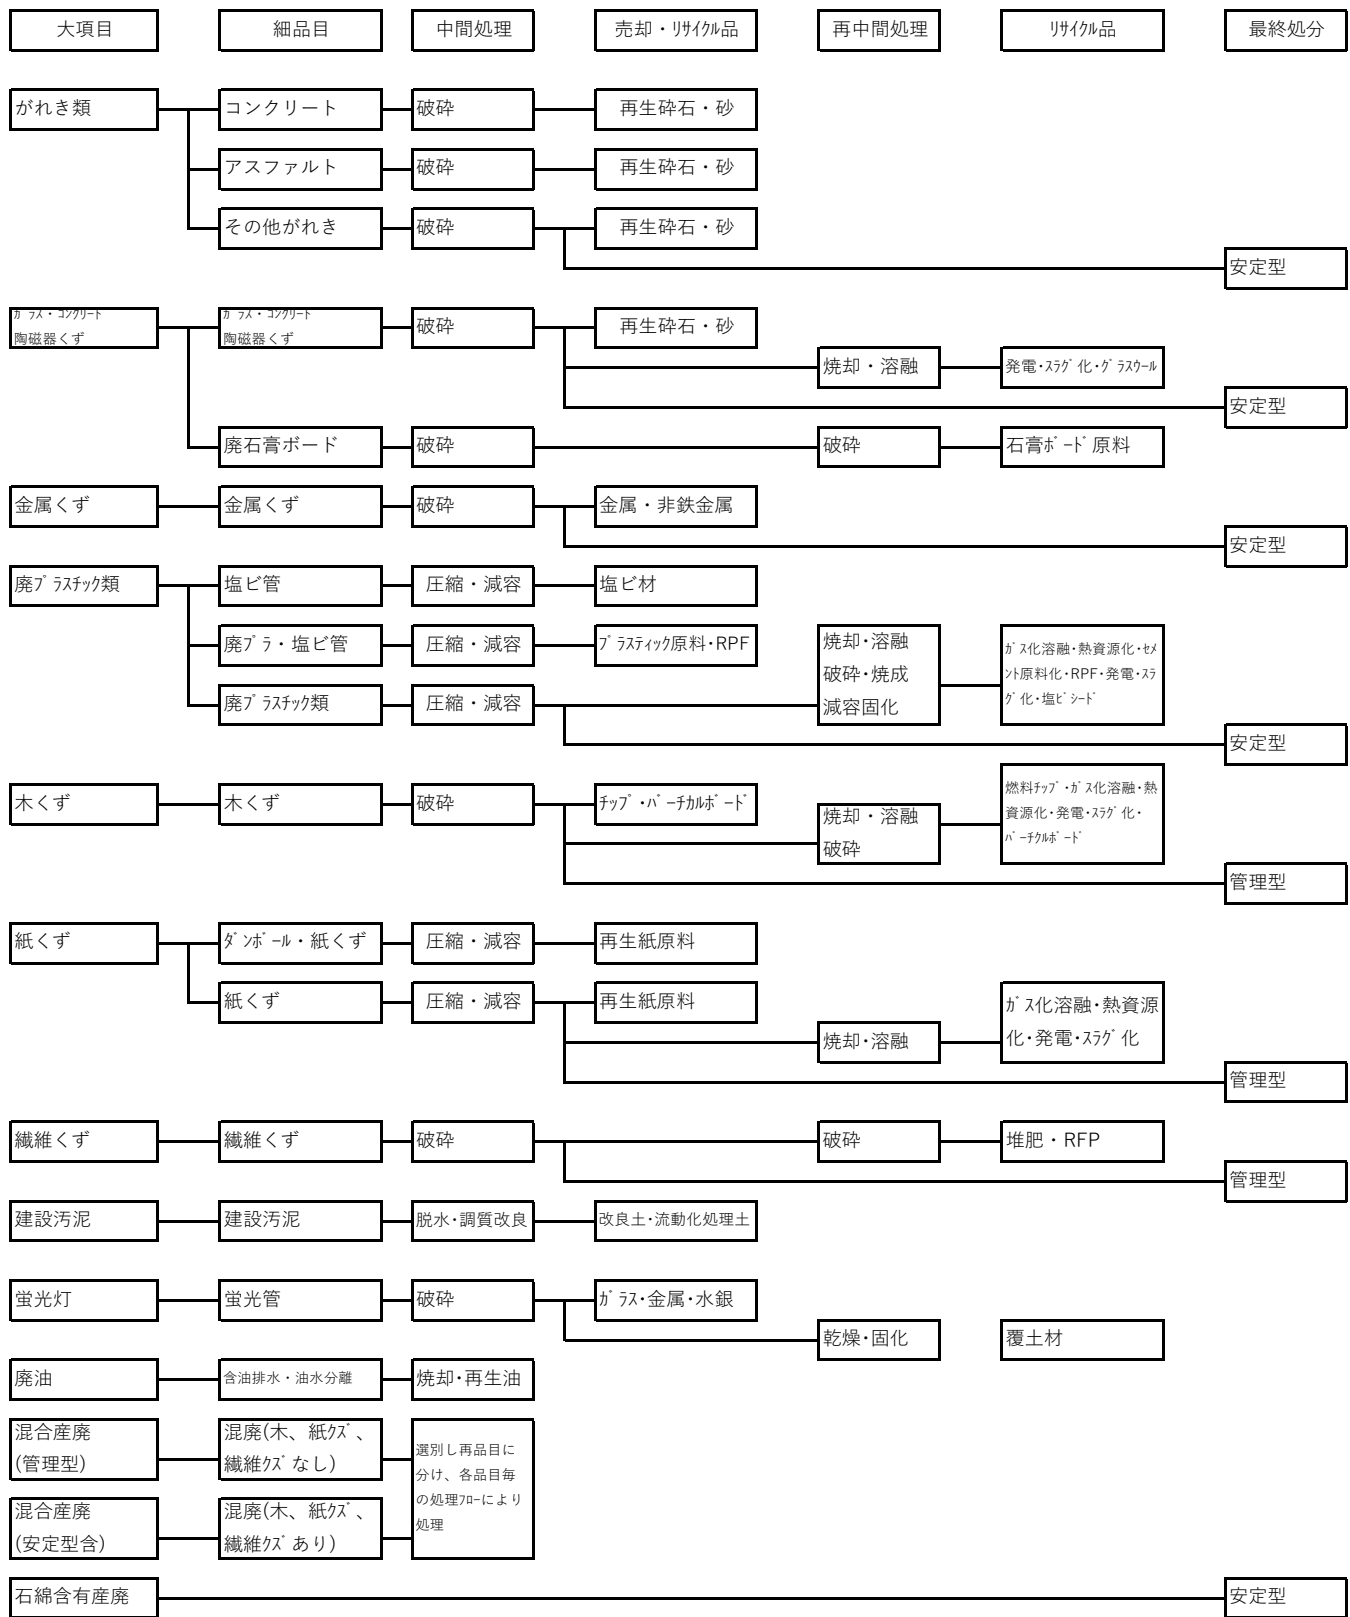 大項目 細品目 中間処理 売却・ﾘｻｲｸﾙ品 再中間処理 ﾘｻｲｸﾙ品 最終処分
がれき類 コンクリート 破砕 再生砕石・砂
アスファルト 破砕 再生砕石・砂
その他がれき 破砕 再生砕石・砂
安定型
ｶﾞﾗｽ・ｺﾝｸﾘｰﾄ
陶磁器くず
ｶﾞﾗｽ・ｺﾝｸﾘｰﾄ
陶磁器くず
破砕 再生砕石・砂
焼却・溶融 発電・ｽﾗｸﾞ化・ｸﾞﾗｽｳｰﾙ
安定型
廃石膏ボード 破砕 破砕 石膏ﾎﾞｰﾄﾞ原料
金属くず 金属くず 破砕 金属・非鉄金属
安定型
廃ﾌﾟﾗｽﾁｯｸ類 塩ビ管 圧縮・減容 塩ビ材
廃ﾌﾟﾗ・塩ビ管 圧縮・減容 ﾌﾟﾗｽﾃｨｯｸ原料・RPF
廃ﾌﾟﾗｽﾁｯｸ類 圧縮・減容
焼却・溶融
破砕・焼成
減容固化
ｶﾞｽ化溶融・熱資源化・ｾﾒ
ﾝﾄ原料化・RPF・発電・ｽﾗ
ｸﾞ化・塩ﾋﾞｼｰﾄﾞ
安定型
木くず 木くず 破砕 ﾁｯﾌﾟ・ﾊﾞｰﾁｶﾙﾎﾞｰﾄﾞ
焼却・溶融
破砕
燃料ﾁｯﾌﾟ・ｶﾞｽ化溶融・熱
資源化・発電・ｽﾗｸﾞ化・
ﾊﾞｰﾁｸﾙﾎﾞｰﾄﾞ
管理型
紙くず ﾀﾞﾝﾎﾞｰﾙ・紙くず 圧縮・減容 再生紙原料
紙くず 圧縮・減容 再生紙原料
焼却・溶融
ｶﾞｽ化溶融・熱資源
化・発電・ｽﾗｸﾞ化
管理型
繊維くず 繊維くず 破砕 破砕 堆肥・RFP
管理型
建設汚泥 建設汚泥 脱水・調質改良 改良土・流動化処理土
蛍光灯 蛍光管 破砕 ｶﾞﾗｽ・金属・水銀
乾燥・固化 覆土材
廃油 含油排水・油水分離 焼却・再生油
混合産廃
(管理型)
混廃(木、紙ｸｽﾞ、
繊維ｸｽﾞなし)
選別し再品目に
分け、各品目毎
の処理ﾌﾛｰにより
処理
混合産廃
(安定型含)
混廃(木、紙ｸｽﾞ、
繊維ｸｽﾞあり)
石綿含有産廃 安定型